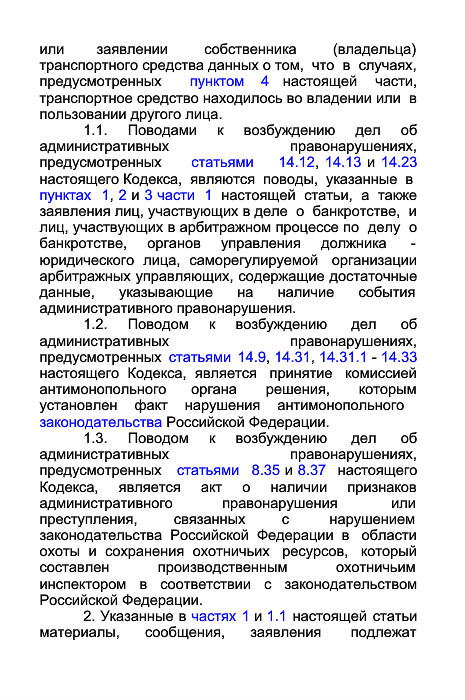 или заявлении собственника (владельца)
транспортного средства данных о том, что в случаях,
предусмотренных пунктом 4 настоящей части,
транспортное средство находилось во владении или в
пользовании другого лица.
1.1. Поводами к возбуждению дел об
административных правонарушениях,
предусмотренных статьями 14.12, 14.13 и 14.23
настоящего Кодекса, являются поводы, указанные в
пунктах 1, 2 и 3 части 1 настоящей статьи, а также
заявления лиц, участвующих в деле о банкротстве, и
лиц, участвующих в арбитражном процессе по делу о
банкротстве, органов управления должника -
юридического лица, саморегулируемой организации
арбитражных управляющих, содержащие достаточные
данные, указывающие на наличие события
административного правонарушения.
1.2. Поводом к возбуждению дел об
административных правонарушениях,
предусмотренных статьями 14.9, 14.31, 14.31.1 - 14.33
настоящего Кодекса, является принятие комиссией
антимонопольного органа решения, которым
установлен факт нарушения антимонопольного
законодательства Российской Федерации.
1.3. Поводом к возбуждению дел об
административных правонарушениях,
предусмотренных статьями 8.35 и 8.37 настоящего
Кодекса, является акт о наличии признаков
административного правонарушения или
преступления, связанных с нарушением
законодательства Российской Федерации в области
охоты и сохранения охотничьих ресурсов, который
составлен производственным охотничьим
инспектором в соответствии с законодательством
Российской Федерации.
2. Указанные в частях 1 и 1.1 настоящей статьи
материалы, сообщения, заявления подлежат